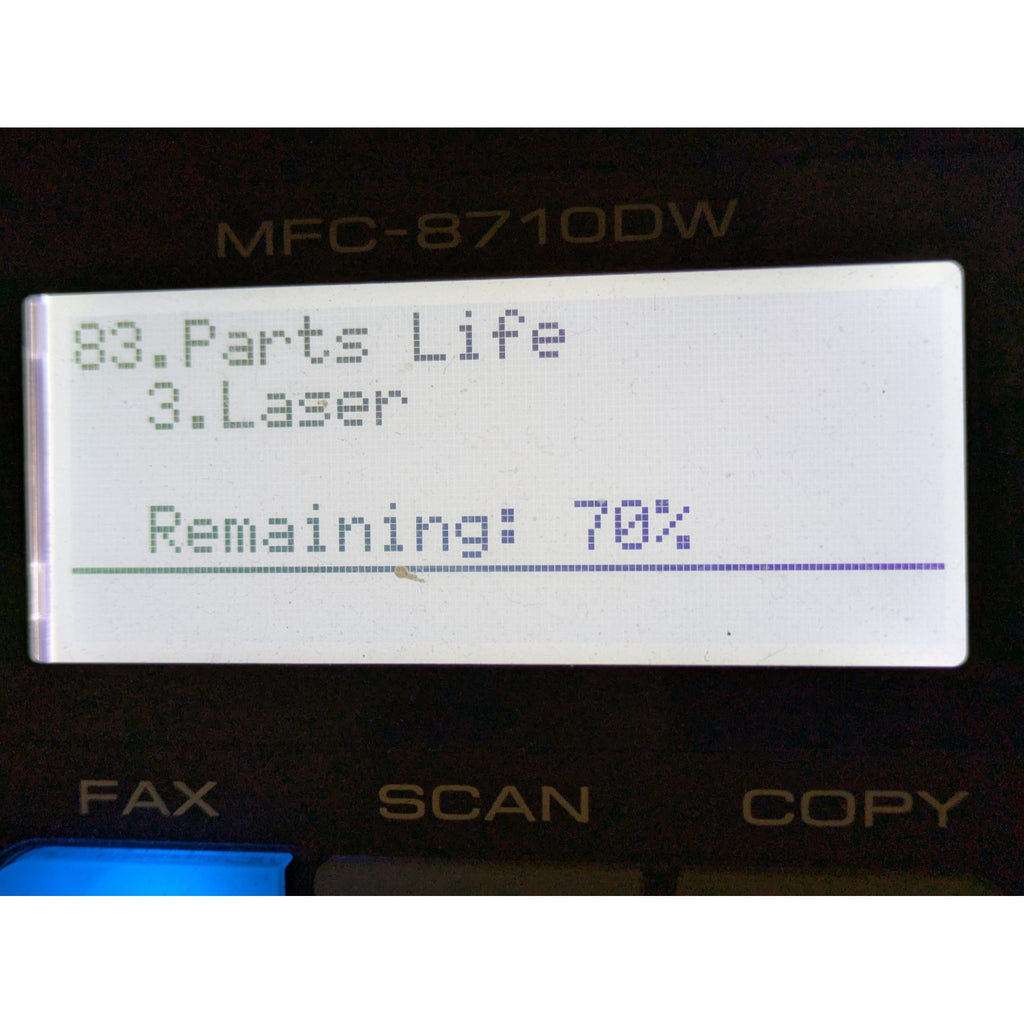 MFC-8710DW
83.Parts Life
3.Laser
Remaining: 70%
FAX SCAN COPY